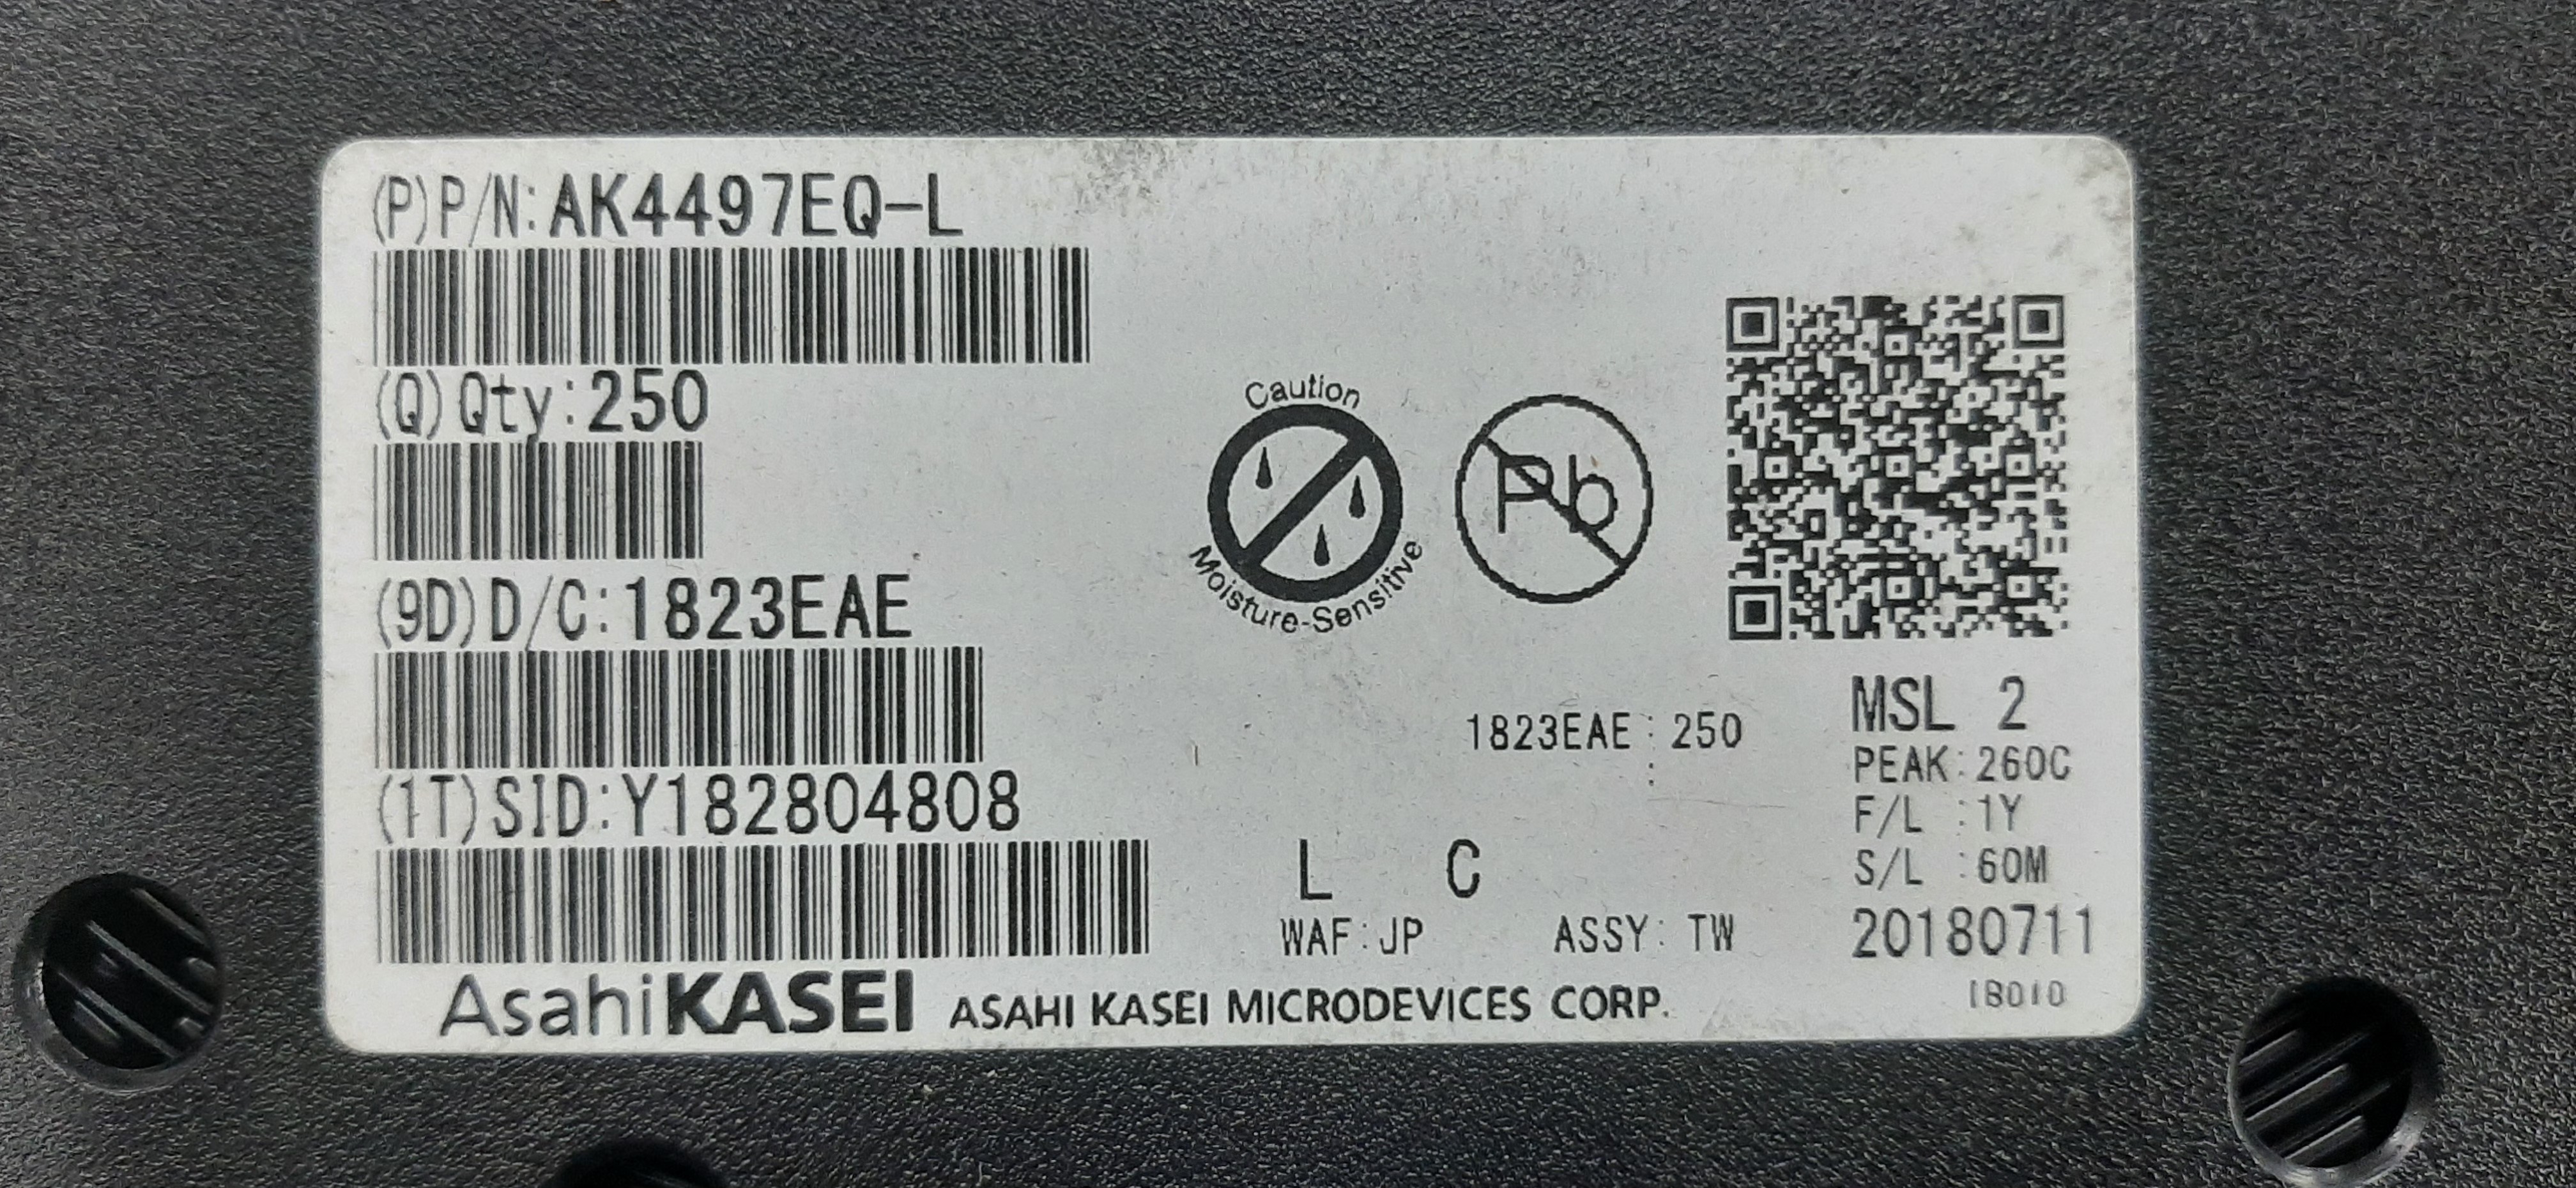 (P)P/N:AK4497EQ-L
(Q)Qty:250
(9D)D/C:1823EAE
(1T)SID:Y182804808
Caution
Moisture-Sensitive
Pb
1823EAE:250
:
MSL 2
PEAK:260C
F/L :1Y
S/L :60M
20180711
18010
L C
WAF:JP ASSY: TW
AsahiKASEI ASAHI KASEI MICRODEVICES CORP.